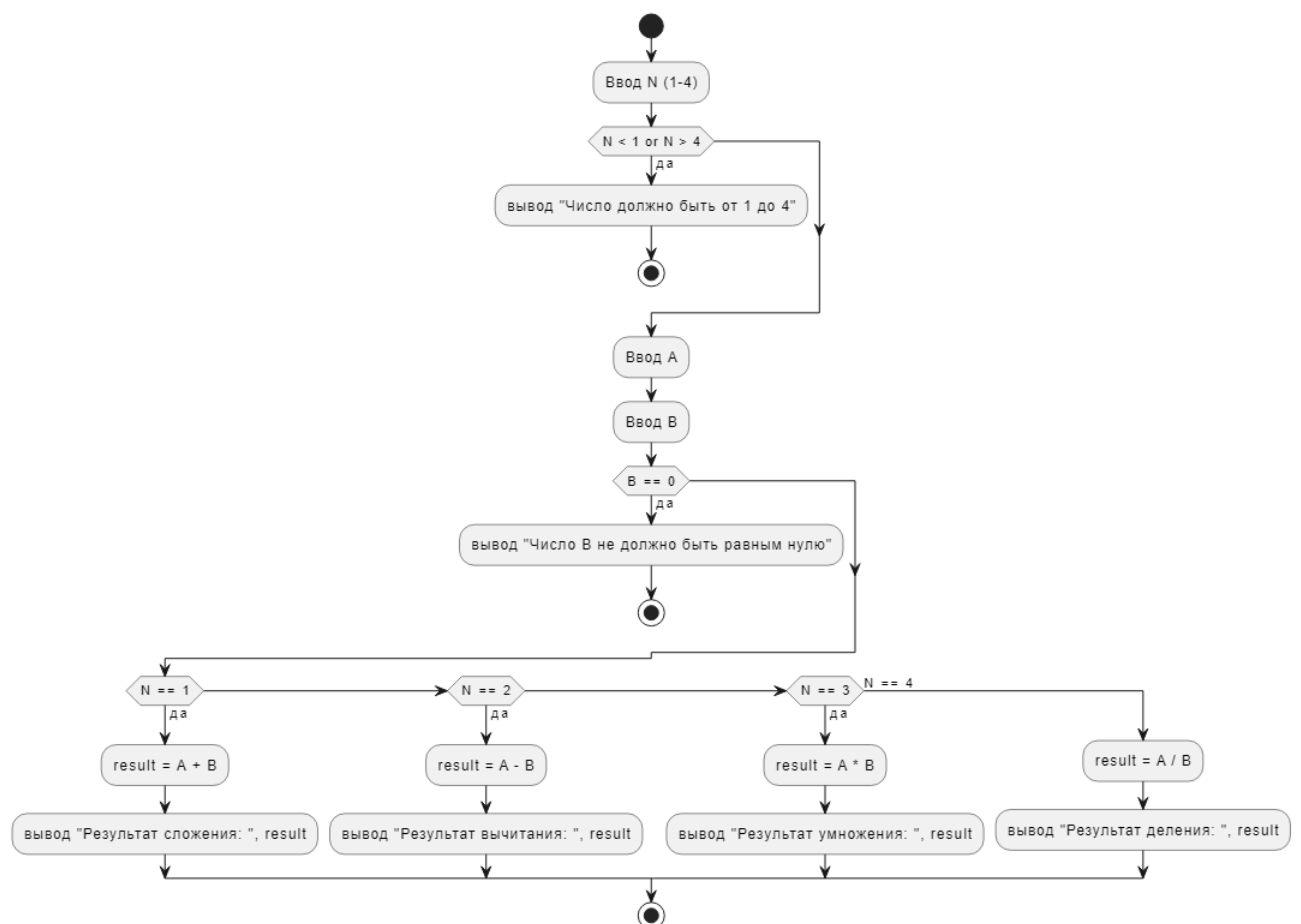 Ввод N (1-4)
N < 1 or N > 4
да
вывод "Число должно быть от 1 до 4"
Ввод A
Ввод B
B == 0
да
вывод "Число B не должно быть равным нулю"
N == 1
да
N == 2
да
N == 3
да
N == 4
result = A + B
result = A - B
result = A * B
result = A / B
вывод "Результат сложения: ", result
вывод "Результат вычитания: ", result
вывод "Результат умножения: ", result
вывод "Результат деления: ", result